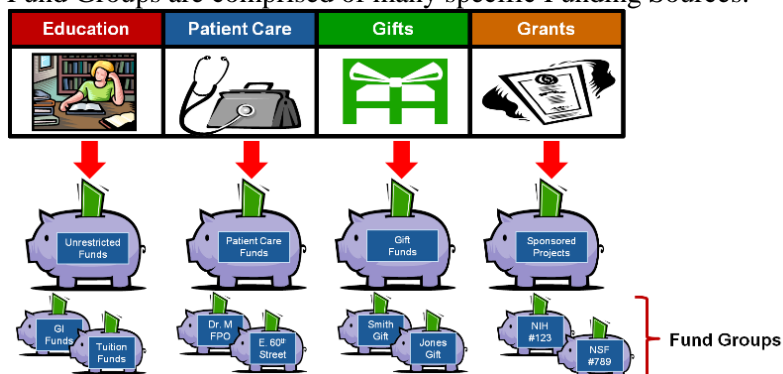 Fund Groups are comprised of many specific Funding Sources.
Education
Patient Care
Gifts
Grants
Unrestricted
Funds
Patient Care
Funds
Gift
Funds
Sponsored
Projects
GI
Funds
Tuition
Funds
Dr. M
FPO
E. 60th
Street
Smith
Gift
Jones
Gift
NIH
#123
NSF
#789
Fund Groups